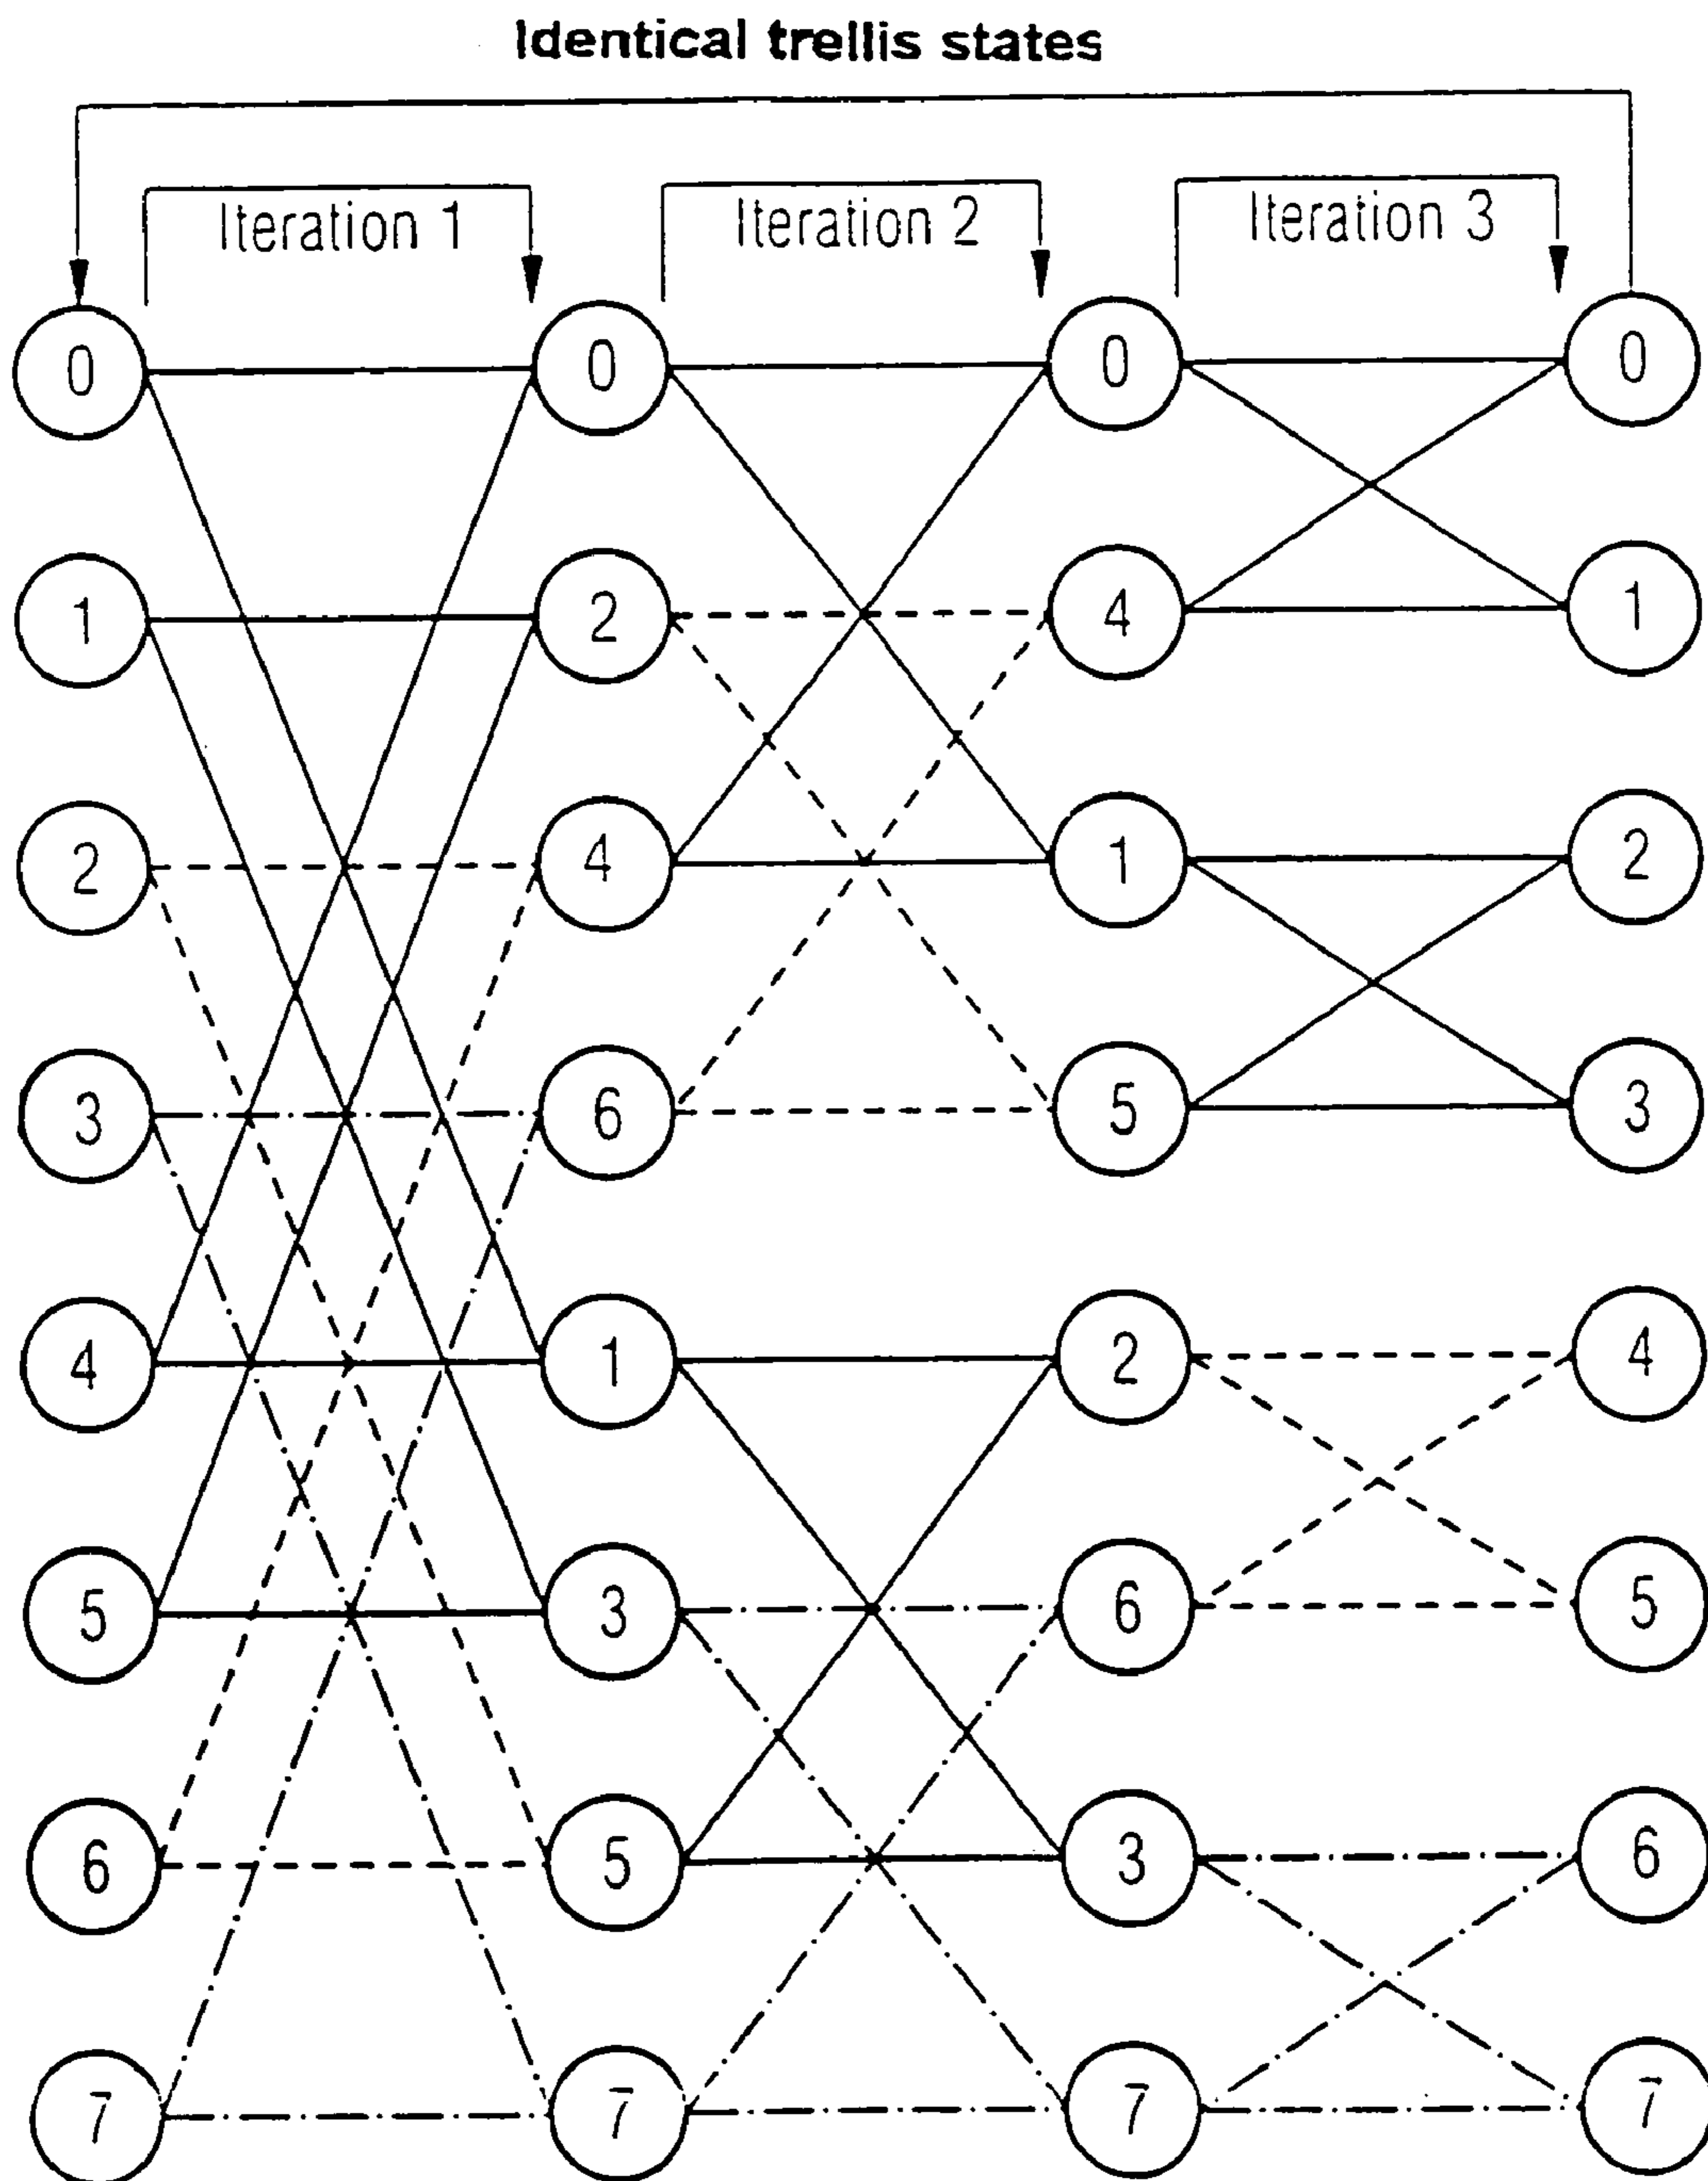 Identical trellis states
Iteration 1 Iteration 2 Iteration 3
0 0 0 0
1 2 4 1
2 4 1 2
3 6 5 3
4 1 2 4
5 3 6 5
6 5 3 6
7 7 7 7